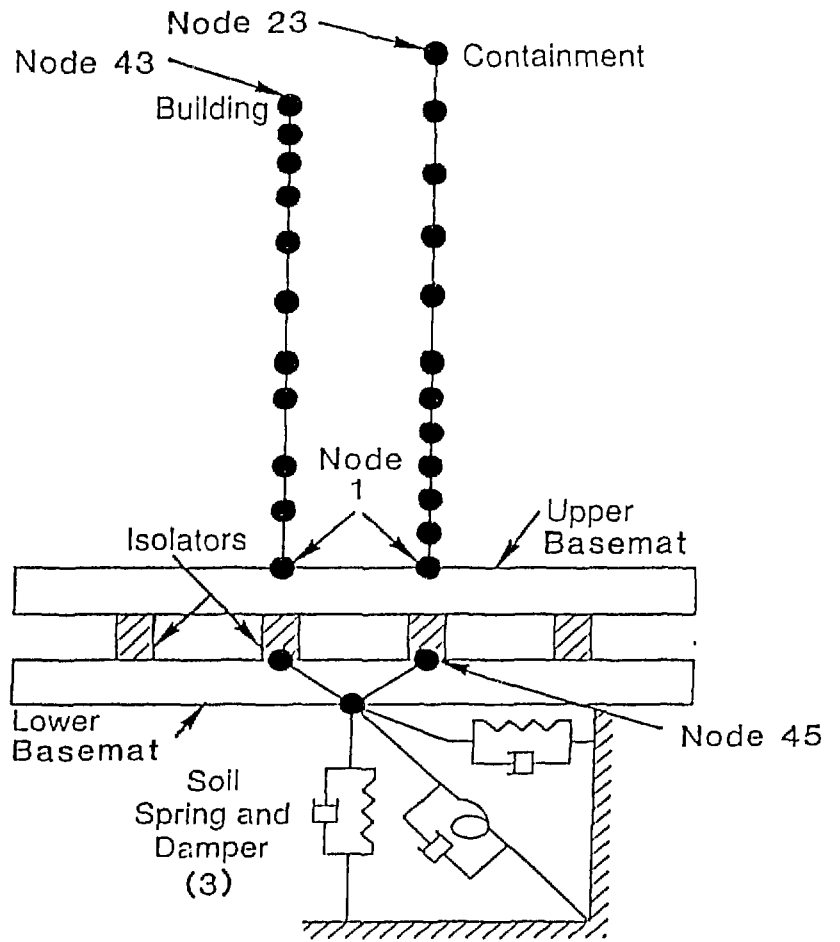 Node 23
Containment
Node 43
Building
Node
1
Isolators
Upper
Basemat
Lower
Basemat
Node 45
Soil
Spring and
Damper
(3)